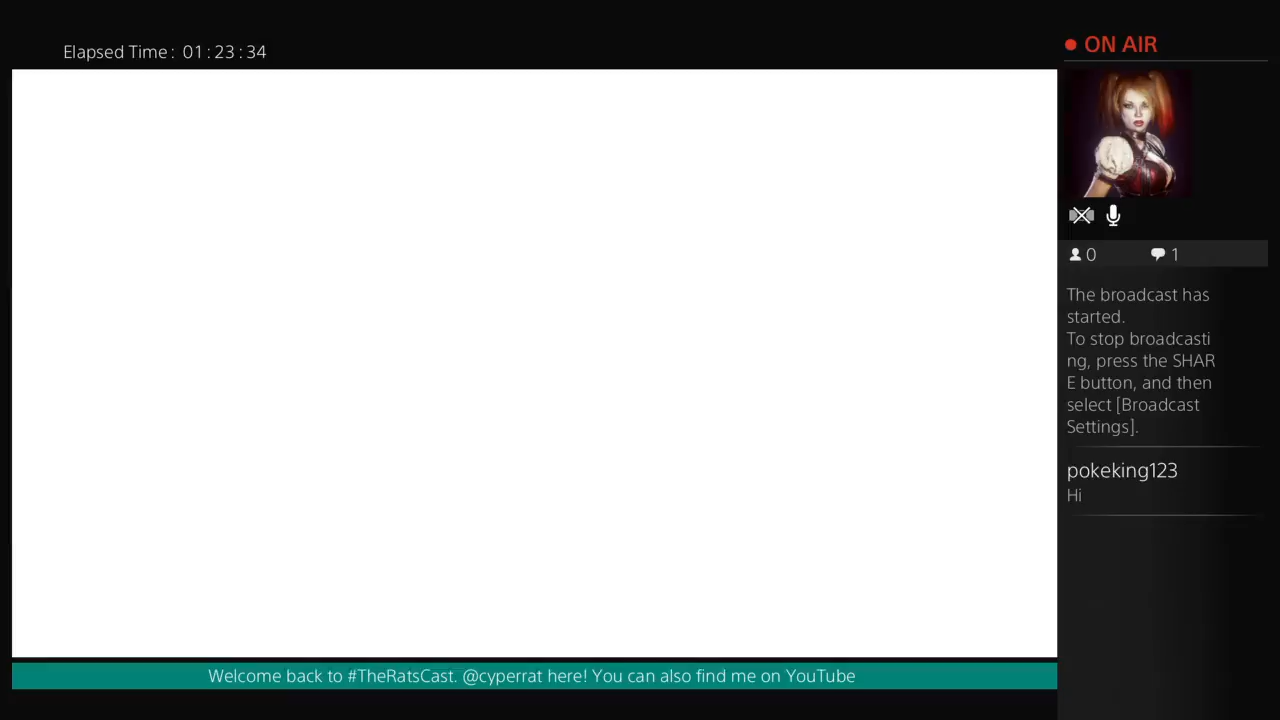 Elapsed Time: 01:23:34
ON AIR
0 1
The broadcast has
started.
To stop broadcasti
ng, press the SHAR
E button, and then
select [Broadcast
Settings].
pokeking123
Hi
Welcome back to #TheRatsCast. @cyperrat here! You can also find me on YouTube